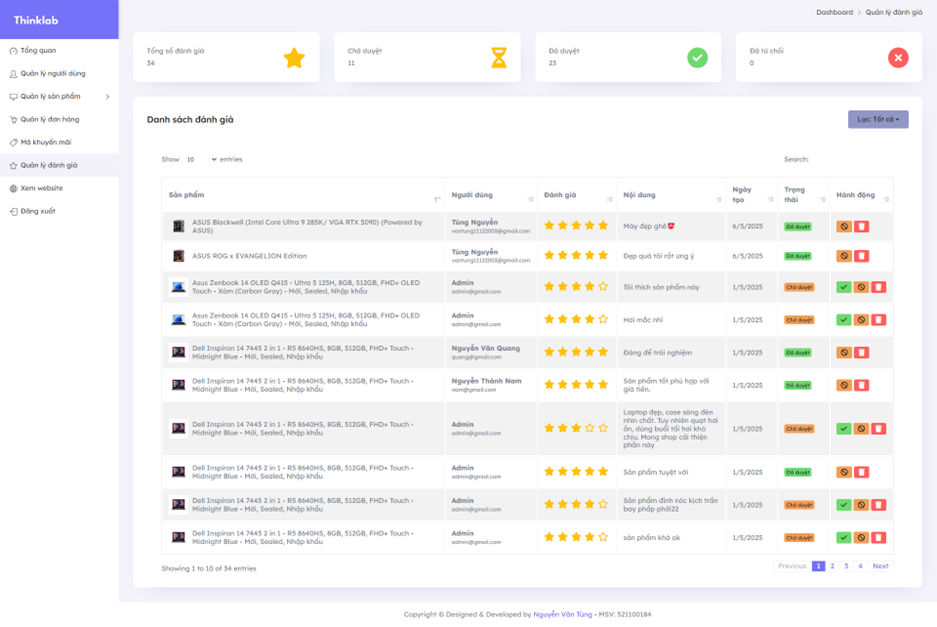 Thinklab
Dashboard > Quản lý đánh giá
Tổng quan
Quản lý người dùng
Quản lý sản phẩm
Quản lý đơn hàng
Mã khuyến mãi
Quản lý đánh giá
Xem website
Đăng xuất
Tổng số đánh giá
34
Chờ duyệt
11
Đã duyệt
23
Đã từ chối
0
Danh sách đánh giá
Lọc: Tất cả
Show 10 entries
Search:
Sản phẩm Người dùng Đánh giá Nội dung Ngày tạo Trạng thái Hành động
ASUS Blackwell (Intel Core Ultra 9 285K/ VGA RTX 5090) (Powered by
ASUS)
Tùng Nguyễn
vantung11122003@gmail.com
Máy đẹp ghê
6/5/2025
Đã duyệt
ASUS ROG x EVANGELION Edition
Tùng Nguyễn
vantung11122003@gmail.com
Đẹp quá tôi rất ưng ý
6/5/2025
Đã duyệt
Asus Zenbook 14 OLED Q415 - Ultra 5 125H, 8GB, 512GB, FHD+ OLED
Touch - Xám (Carbon Gray) - Mới, Sealed, Nhập khẩu
Admin
admin@gmail.com
Tôi thích sản phẩm này
1/5/2025
Chờ duyệt
Asus Zenbook 14 OLED Q415 - Ultra 5 125H, 8GB, 512GB, FHD+ OLED
Touch - Xám (Carbon Gray) - Mới, Sealed, Nhập khẩu
Admin
admin@gmail.com
Hơi mắc nhỉ
1/5/2025
Chờ duyệt
Dell Inspiron 14 7445 2 in 1 - R5 8640HS, 8GB, 512GB, FHD+ Touch -
Midnight Blue - Mới, Sealed, Nhập khẩu
Nguyễn Văn Quang
quang@gmail.com
Đáng để trải nghiệm
1/5/2025
Đã duyệt
Dell Inspiron 14 7445 2 in 1 - R5 8640HS, 8GB, 512GB, FHD+ Touch -
Midnight Blue - Mới, Sealed, Nhập khẩu
Nguyễn Thành Nam
nam@gmail.com
Sản phẩm tốt phù hợp với
giá tiền.
1/5/2025
Đã duyệt
Dell Inspiron 14 7445 2 in 1 - R5 8640HS, 8GB, 512GB, FHD+ Touch -
Midnight Blue - Mới, Sealed, Nhập khẩu
Admin
admin@gmail.com
Laptop đẹp, case sáng đèn
nhìn chất. Tuy nhiên quạt hơi
ồn, dùng buổi tối hơi khó
chịu. Mong shop cải thiện
phần này
1/5/2025
Chờ duyệt
Dell Inspiron 14 7445 2 in 1 - R5 8640HS, 8GB, 512GB, FHD+ Touch -
Midnight Blue - Mới, Sealed, Nhập khẩu
Admin
admin@gmail.com
Sản phẩm tuyệt vời
1/5/2025
Đã duyệt
Dell Inspiron 14 7445 2 in 1 - R5 8640HS, 8GB, 512GB, FHD+ Touch -
Midnight Blue - Mới, Sealed, Nhập khẩu
Admin
admin@gmail.com
Sản phẩm đỉnh nóc kịch trần
bay phấp phới22
1/5/2025
Chờ duyệt
Dell Inspiron 14 7445 2 in 1 - R5 8640HS, 8GB, 512GB, FHD+ Touch -
Midnight Blue - Mới, Sealed, Nhập khẩu
Admin
admin@gmail.com
sản phẩm khá ok
1/5/2025
Chờ duyệt
Showing 1 to 10 of 34 entries
Previous 1 2 3 4 Next
Copyright © Designed & Developed by Nguyễn Văn Tùng - MSV: 521100184